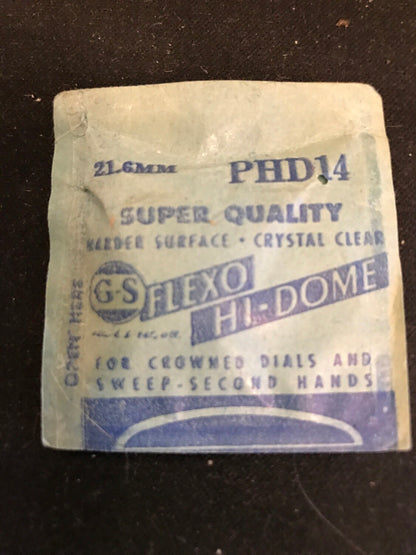 21.6MM PHD14
SUPER QUALITY
HARDER SURFACE • CRYSTAL CLEAR
G-S FLEXO
HI-DOME
FOR CROWNED DIALS AND
SWEEP-SECOND HANDS
OPEN HERE